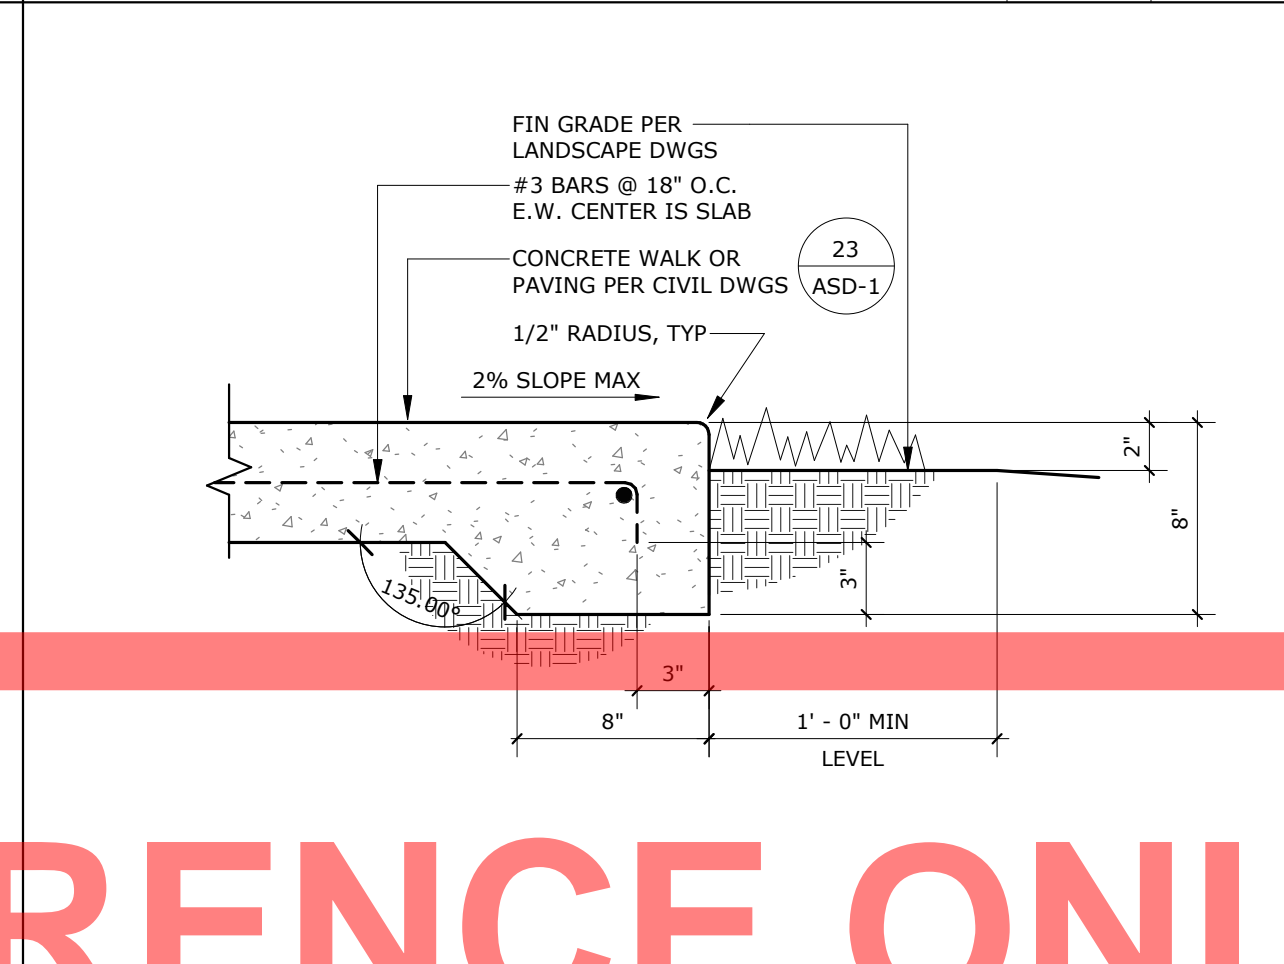 FIN GRADE PER
LANDSCAPE DWGS
#3 BARS @ 18" O.C.
E.W. CENTER IS SLAB
CONCRETE WALK OR
PAVING PER CIVIL DWGS
23
ASD-1
1/2" RADIUS, TYP
2% SLOPE MAX
2"
8"
3"
135.00°
3"
8"
1' - 0" MIN
LEVEL
RENCE ONL